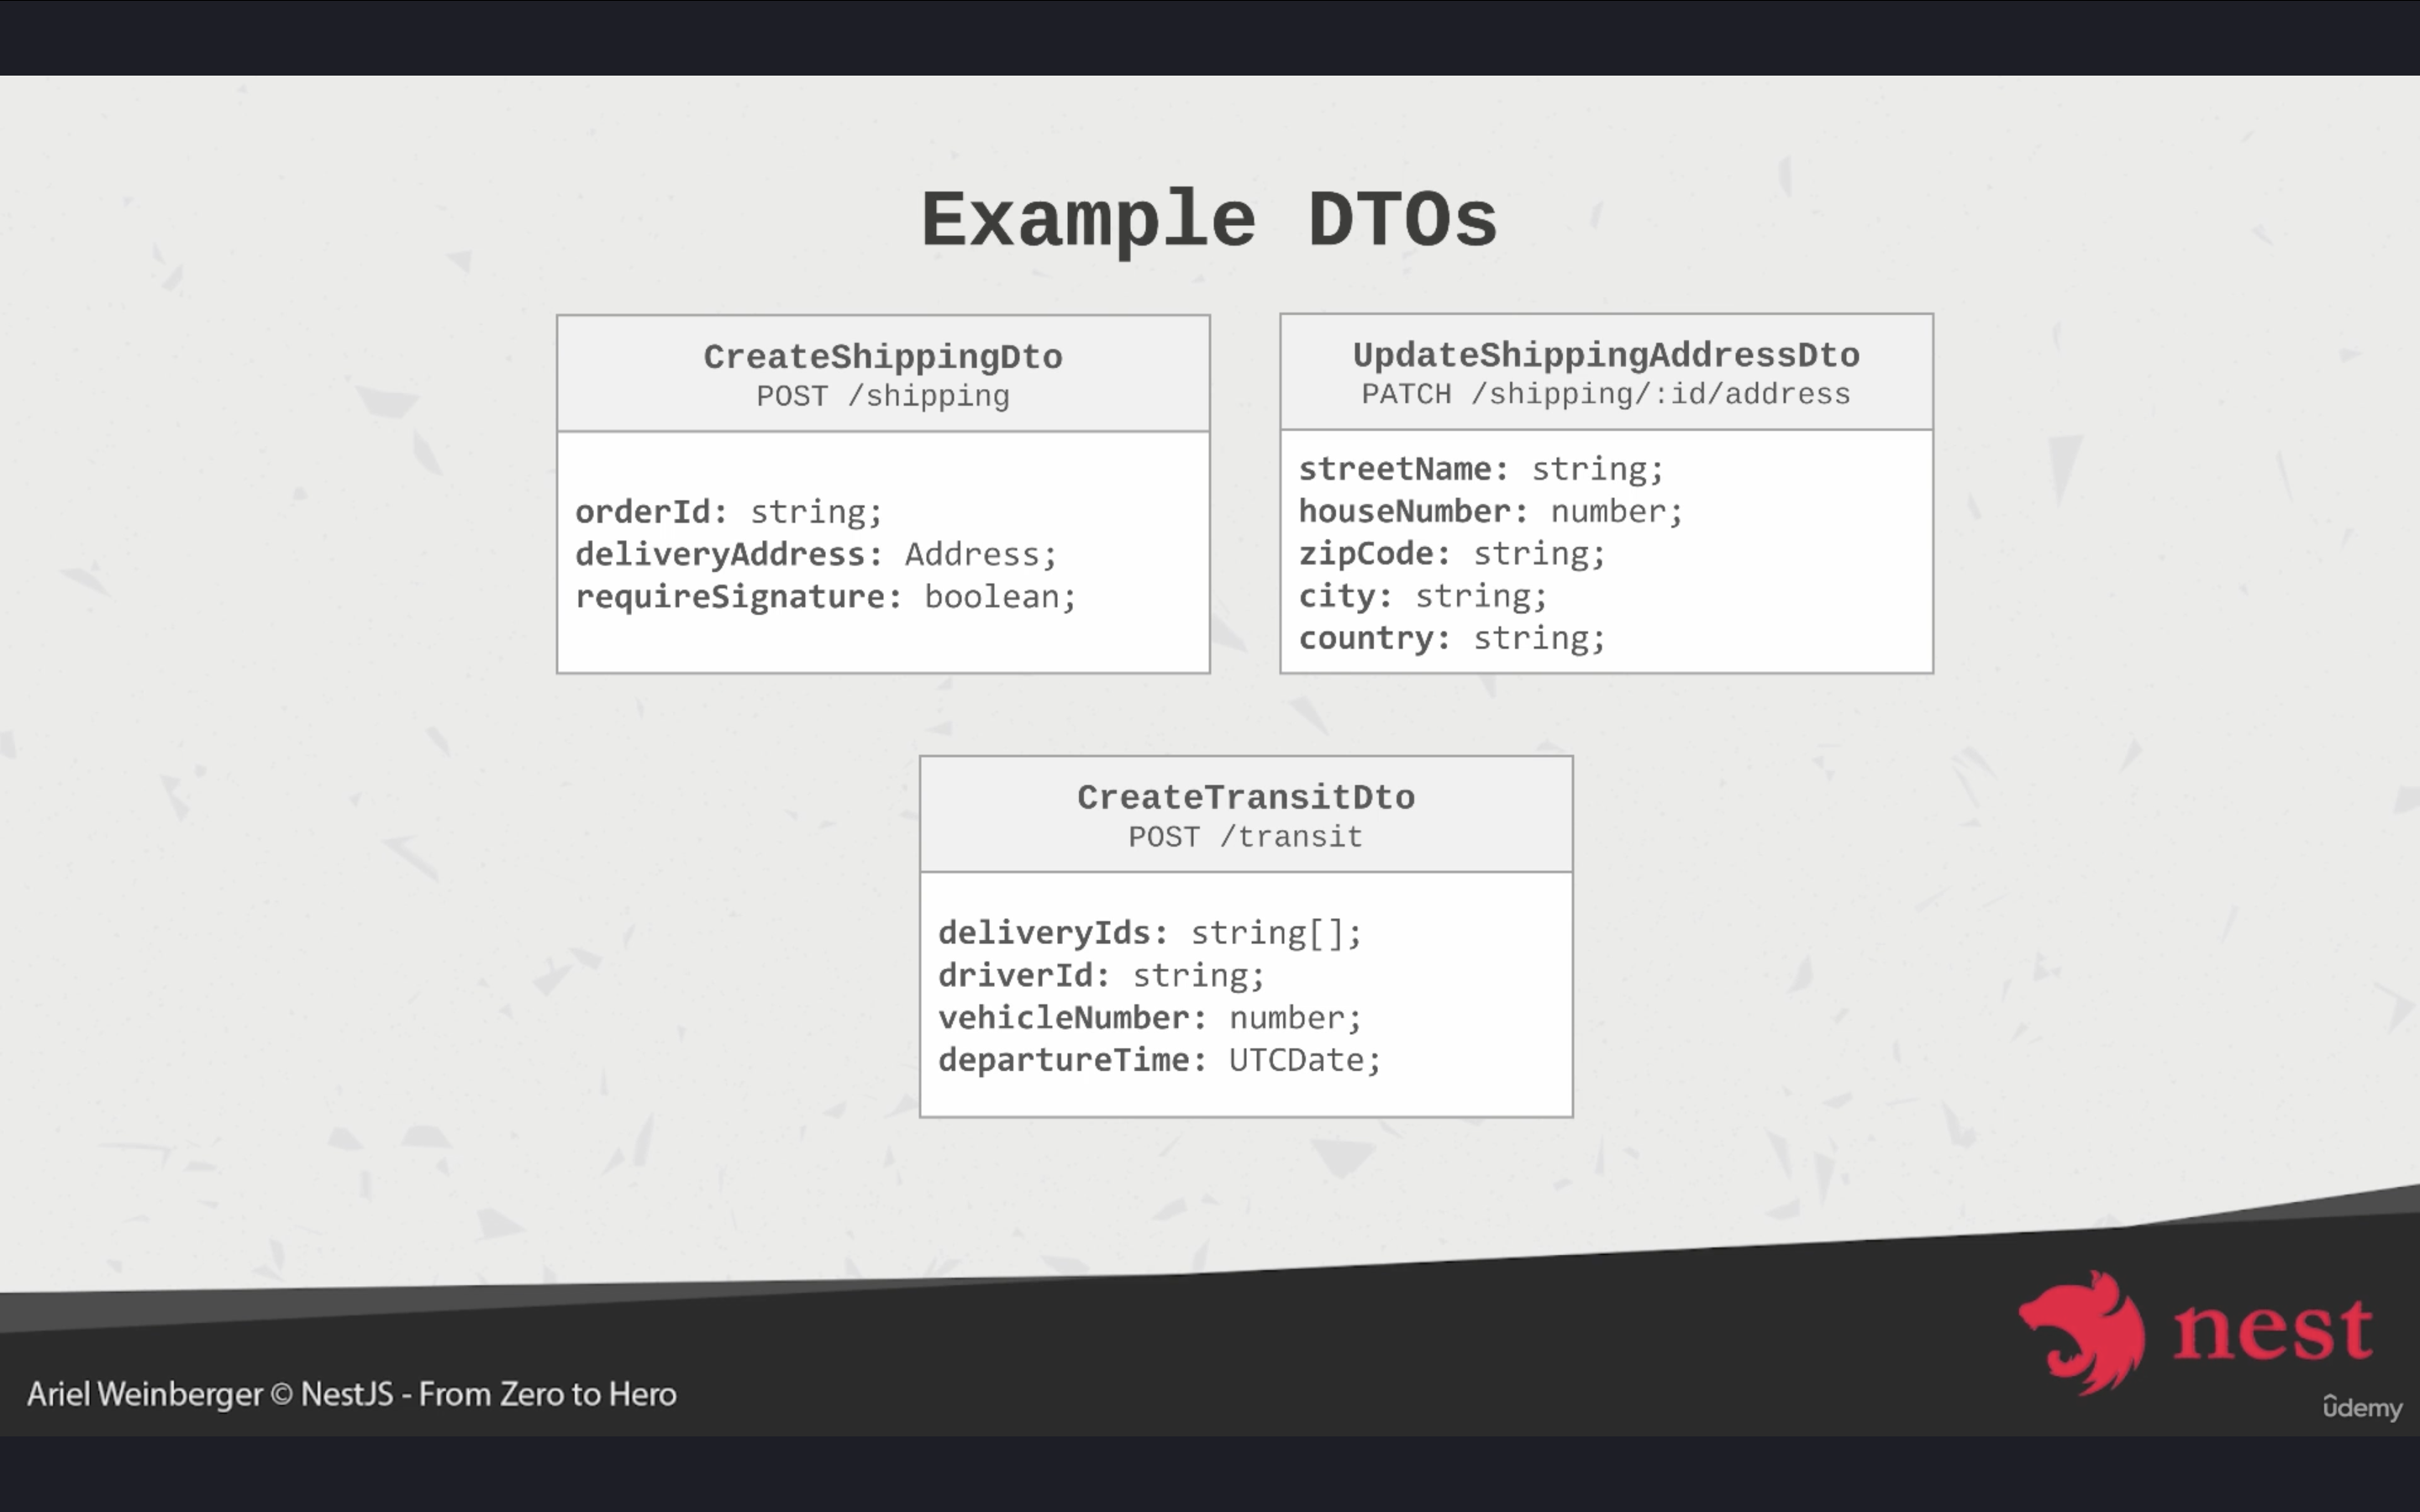 Example DTOs
CreateShippingDto
POST /shipping
orderId: string;
deliveryAddress: Address;
requireSignature: boolean;
UpdateShippingAddressDto
PATCH /shipping/:id/address
streetName: string;
houseNumber: number;
zipCode: string;
city: string;
country: string;
CreateTransitDto
POST /transit
deliveryIds: string[];
driverId: string;
vehicleNumber: number;
departureTime: UTCDate;
nest
Ariel Weinberger © NestJS - From Zero to Hero
ûdemy